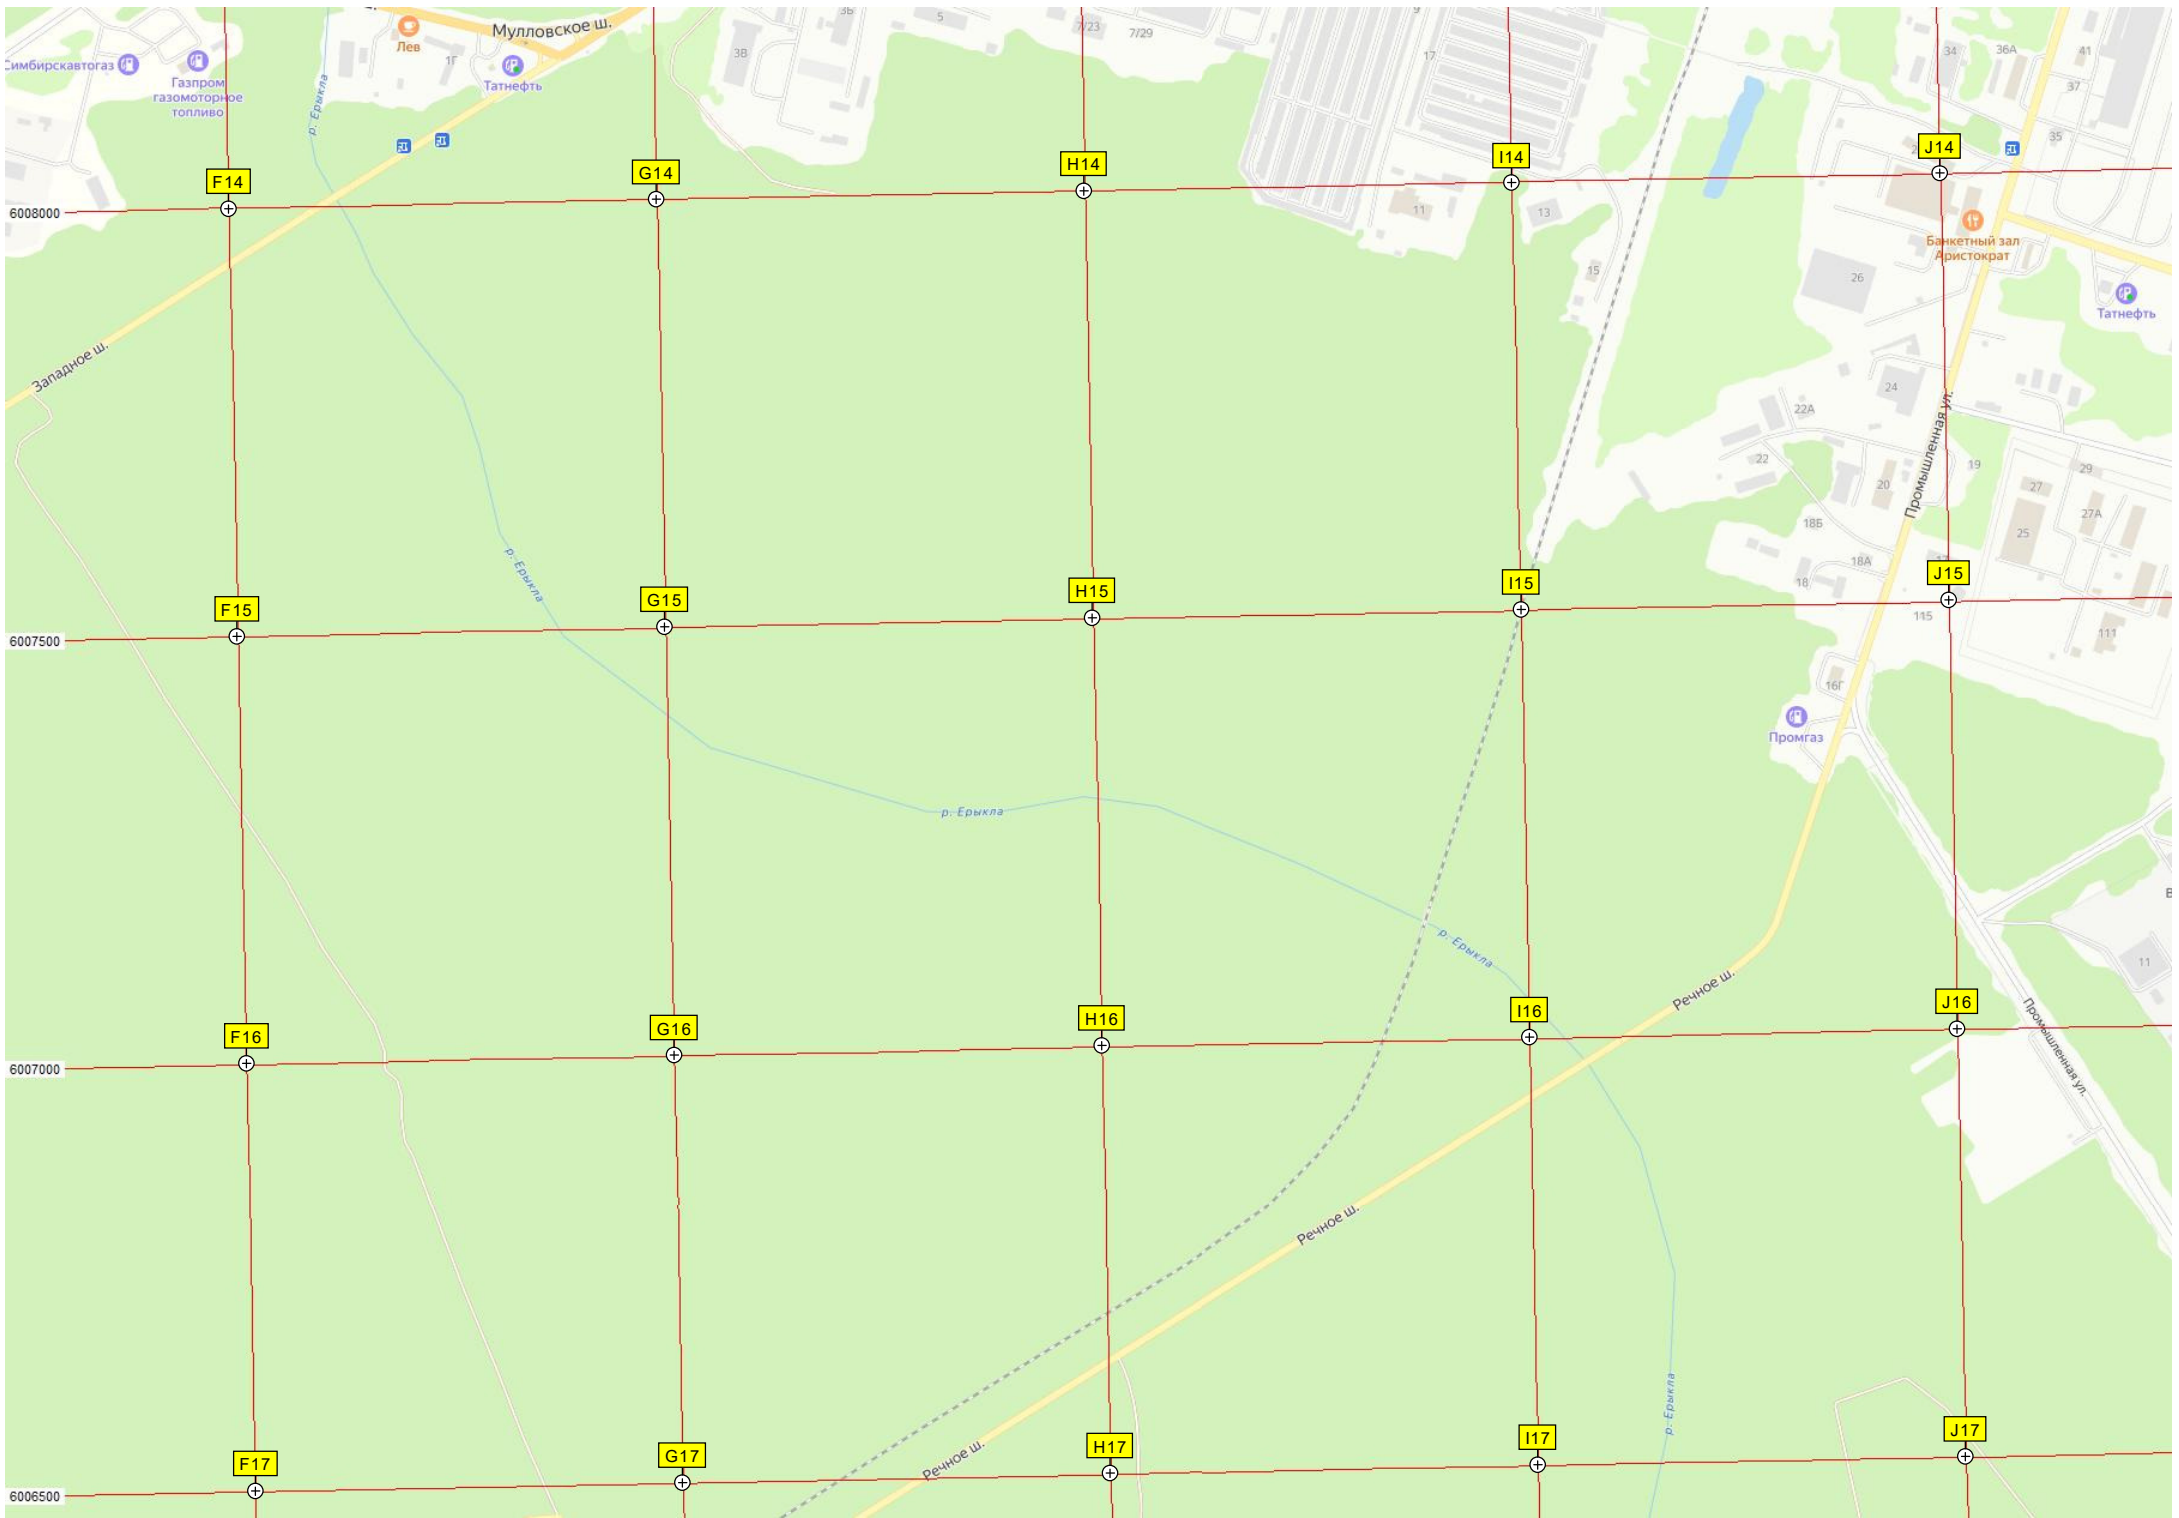 Мулловское ш.
Лев
1Г
Татнефть
Симбирскавтогаз
Газпром
газомоторное
топливо
р. Ерыкла
3В
3Б
5
7/23
7/29
17
34
36А
41
37
35
F14
G14
H14
I14
J14
6008000
11
13
15
Банкетный зал
Аристократ
26
Татнефть
Западное ш.
24
22А
Промышленная ул.
22
20
19
29
27
27А
25
18Б
18А
18
р. Ерыкла
F15
G15
H15
I15
J15
6007500
115
111
16Г
Промгаз
р. Ерыкла
р. Ерыкла
Речное ш.
11
В
F16
G16
H16
I16
J16
6007000
Промышленная ул.
Речное ш.
р. Ерыкла
Речное ш.
F17
G17
H17
I17
J17
6006500